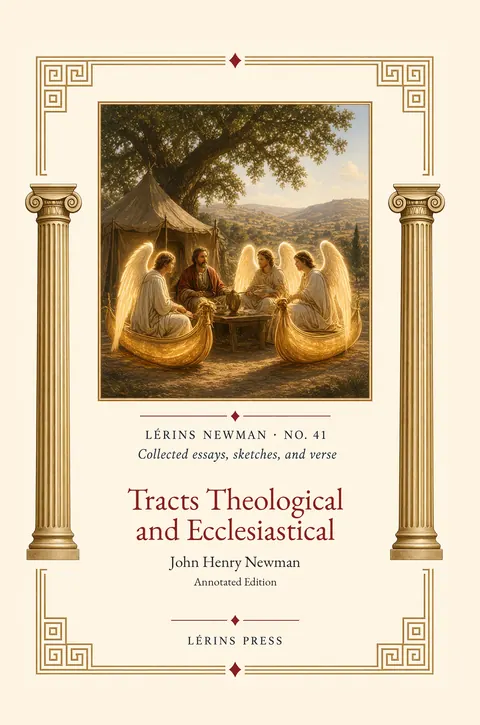 LÉRINS NEWMAN · NO. 41
Collected essays, sketches, and verse
Tracts Theological
and Ecclesiastical
John Henry Newman
Annotated Edition
LÉRINS PRESS